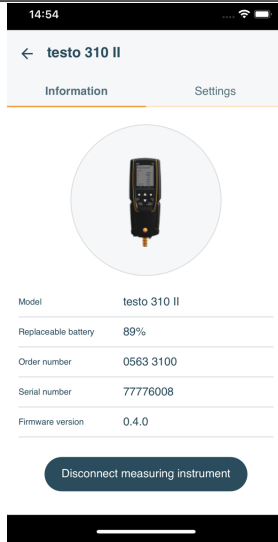 14:54
testo 310 II
Information Settings
Model testo 310 II
Replaceable battery 89%
Order number 0563 3100
Serial number 77776008
Firmware version 0.4.0
Disconnect measuring instrument